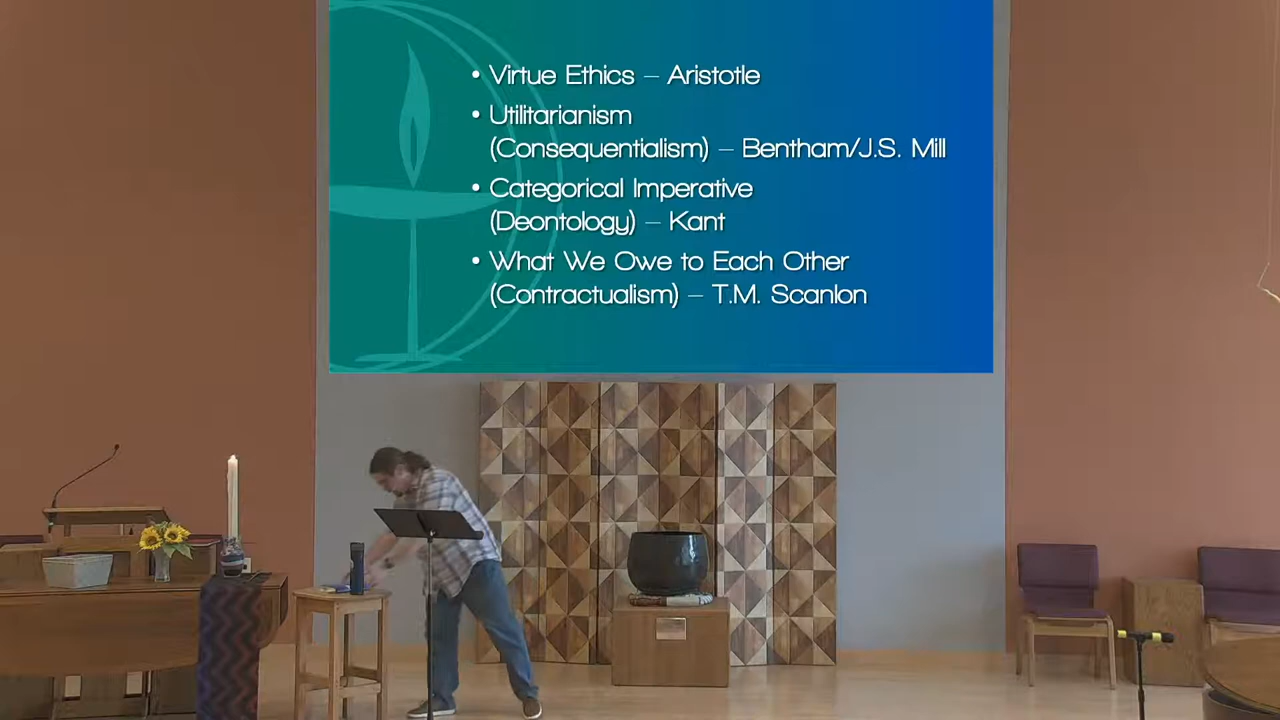 • Virtue Ethics – Aristotle
• Utilitarianism
(Consequentialism) – Bentham/J.S. Mill
• Categorical Imperative
(Deontology) – Kant
• What We Owe to Each Other
(Contractualism) – T.M. Scanlon